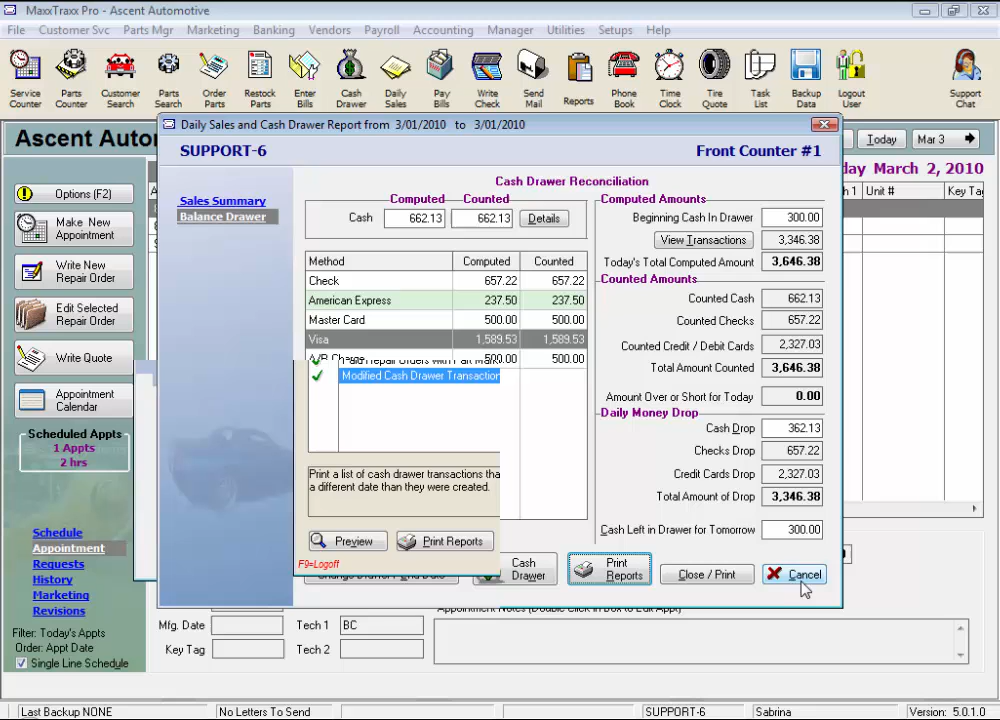 MaxxTraxx Pro - Ascent Automotive
File Customer Svc Parts Mgr Marketing Banking Vendors Payroll Accounting Manager Utilities Setups Help
Service Counter
Parts Counter
Customer Search
Parts Search
Order Parts
Restock Parts
Enter Bills
Cash Drawer
Daily Sales
Pay Bills
Write Check
Send Mail
Reports
Phone Book
Time Clock
Tire Quote
Task List
Backup Data
Logout User
Support Chat
Ascent Autom
Today
Mar 3
day March 2, 2010
Unit #
Key Tag
Options (F2)
Make New Appointment
Write New Repair Order
Edit Selected Repair Order
Write Quote
Appointment Calendar
Scheduled Appts
1 Appts
2 hrs
Schedule
Appointment
Requests
History
Marketing
Revisions
Filter: Today's Appts
Order: Appt Date
Single Line Schedule
Daily Sales and Cash Drawer Report from 3/01/2010 to 3/01/2010
SUPPORT-6
Front Counter #1
Sales Summary
Balance Drawer
Cash Drawer Reconciliation
Computed Counted
Cash 662.13 662.13 Details
Method Computed Counted
Check 657.22 657.22
American Express 237.50 237.50
Master Card 500.00 500.00
Visa 1,589.53 1,589.53
500.00 500.00
Modified Cash Drawer Transaction
Print a list of cash drawer transactions tha
a different date than they were created.
Preview
Print Reports
F9=Logoff
Computed Amounts
Beginning Cash In Drawer 300.00
View Transactions 3,346.38
Today's Total Computed Amount 3,646.38
Counted Amounts
Counted Cash 662.13
Counted Checks 657.22
Counted Credit / Debit Cards 2,327.03
Total Amount Counted 3,646.38
Amount Over or Short for Today 0.00
Daily Money Drop
Cash Drop 362.13
Checks Drop 657.22
Credit Cards Drop 2,327.03
Total Amount of Drop 3,346.38
Cash Left in Drawer for Tomorrow 300.00
Cash Drawer
Print Reports
Close / Print
Cancel
Mfg. Date
Tech 1 BC
Key Tag
Tech 2
Appointment Notes (Double Click in Box to Edit Appt)
Last Backup NONE
No Letters To Send
SUPPORT-6
Sabrina
Version: 5.0.1.0